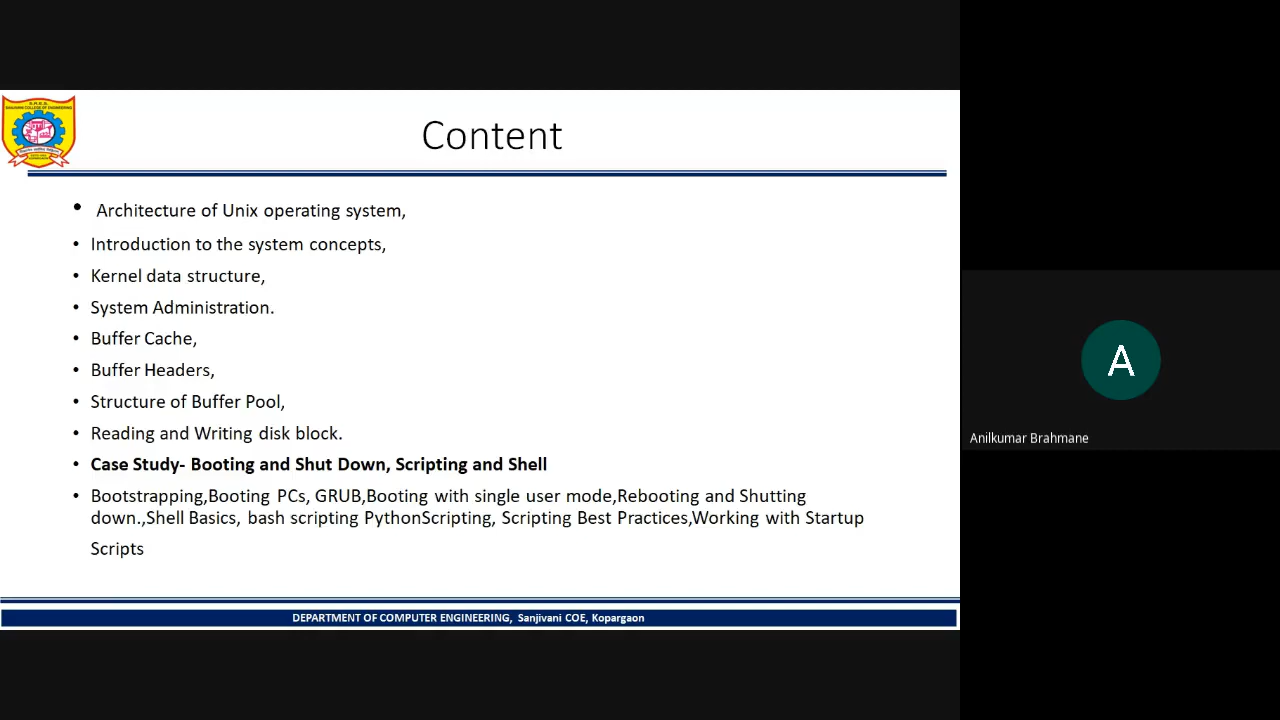 Content
• Architecture of Unix operating system,
• Introduction to the system concepts,
• Kernel data structure,
• System Administration.
• Buffer Cache,
• Buffer Headers,
• Structure of Buffer Pool,
• Reading and Writing disk block.
• Case Study- Booting and Shut Down, Scripting and Shell
• Bootstrapping,Booting PCs, GRUB,Booting with single user mode,Rebooting and Shutting
down.,Shell Basics, bash scripting PythonScripting, Scripting Best Practices,Working with Startup
Scripts
DEPARTMENT OF COMPUTER ENGINEERING, Sanjivani COE, Kopargaon
A
Anilkumar Brahmane